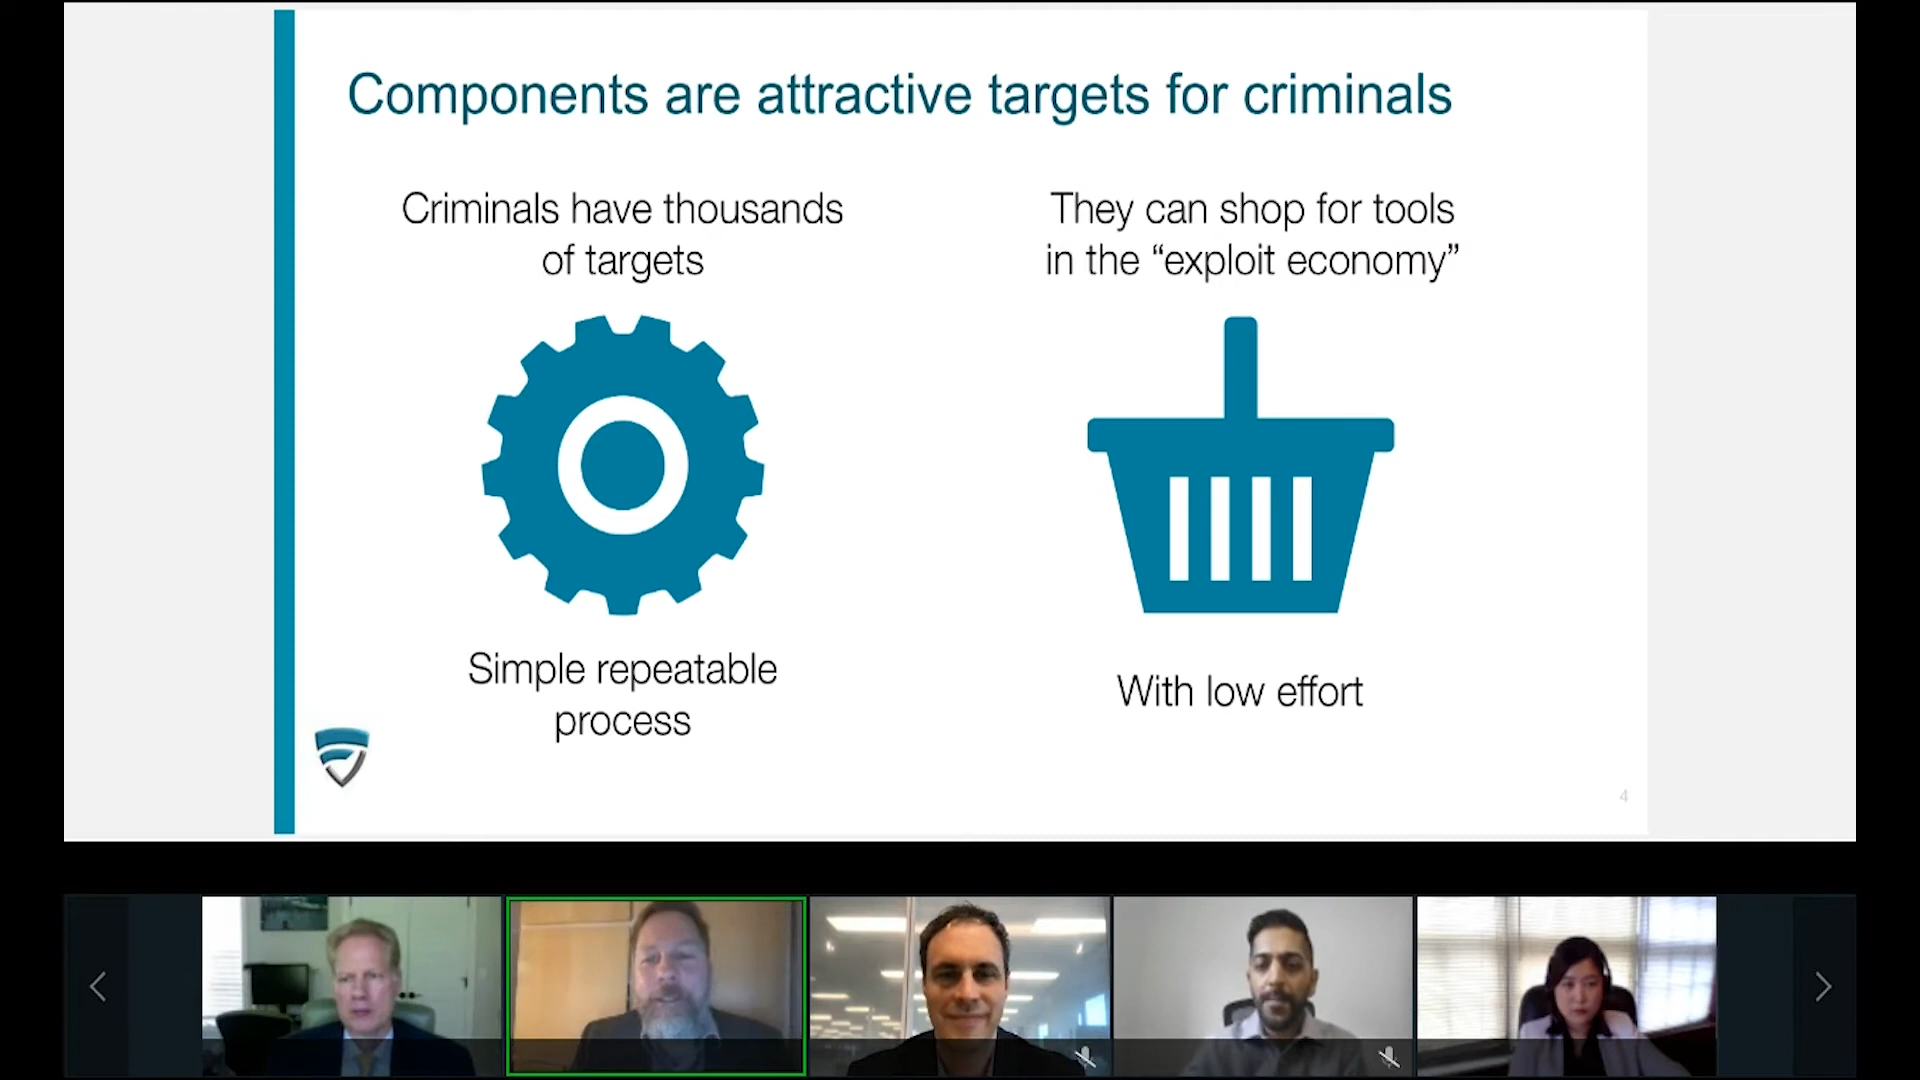 Components are attractive targets for criminals
Criminals have thousands
of targets
They can shop for tools
in the “exploit economy”
Simple repeatable
process
With low effort
4